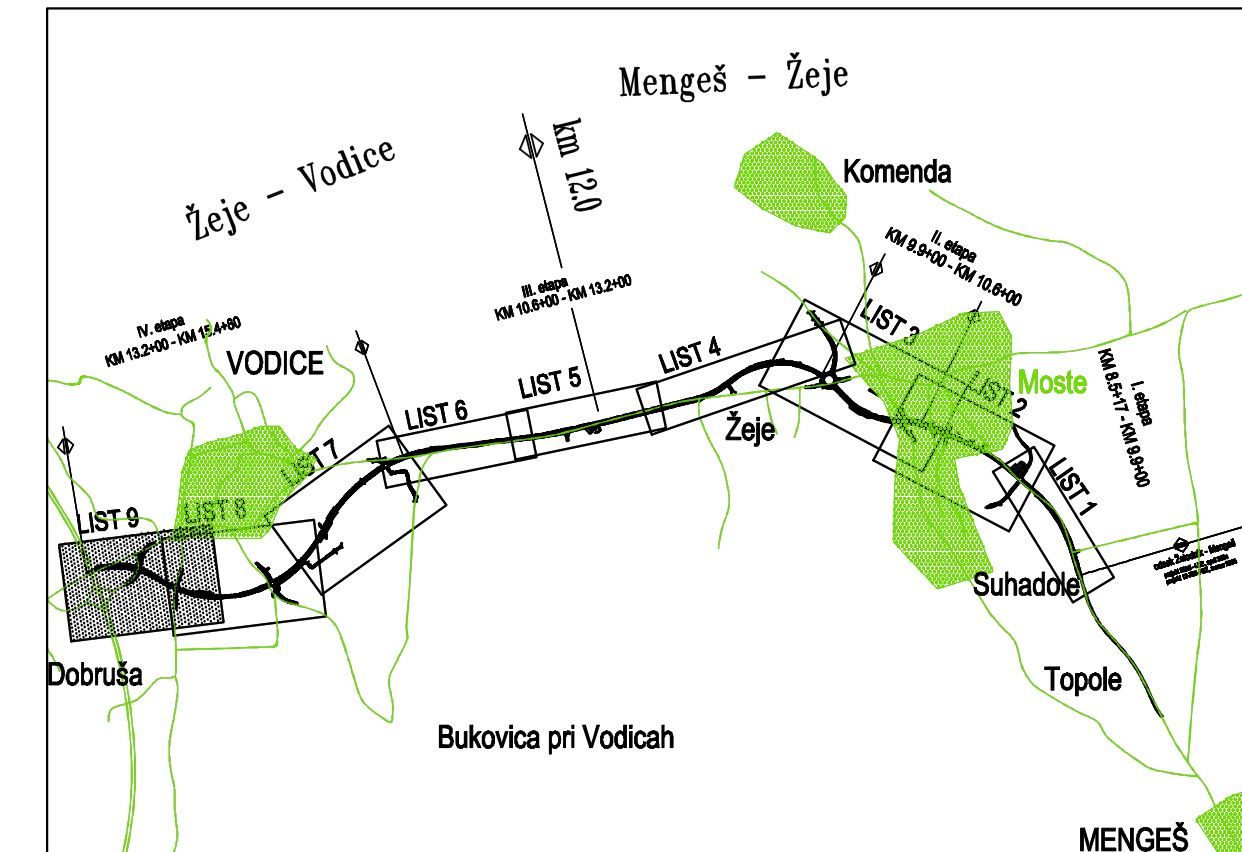 Mengeš – Žeje
Žeje – Vodice
km 12.0
Komenda
II. etapa
KM 9.9+00 - KM 10.6+00
III. etapa
KM 10.6+00 - KM 13.2+00
IV. etapa
KM 13.2+00 - KM 15.4+80
VODICE
LIST 3
LIST 4
LIST 5
LIST 6
LIST 2
Moste
I. etapa
KM 8.5+17 - KM 9.9+00
Žeje
LIST 7
LIST 1
LIST 8
LIST 9
odsek Želodnik - Mengeš
Suhadole
Dobruša
Topole
Bukovica pri Vodicah
MENGEŠ